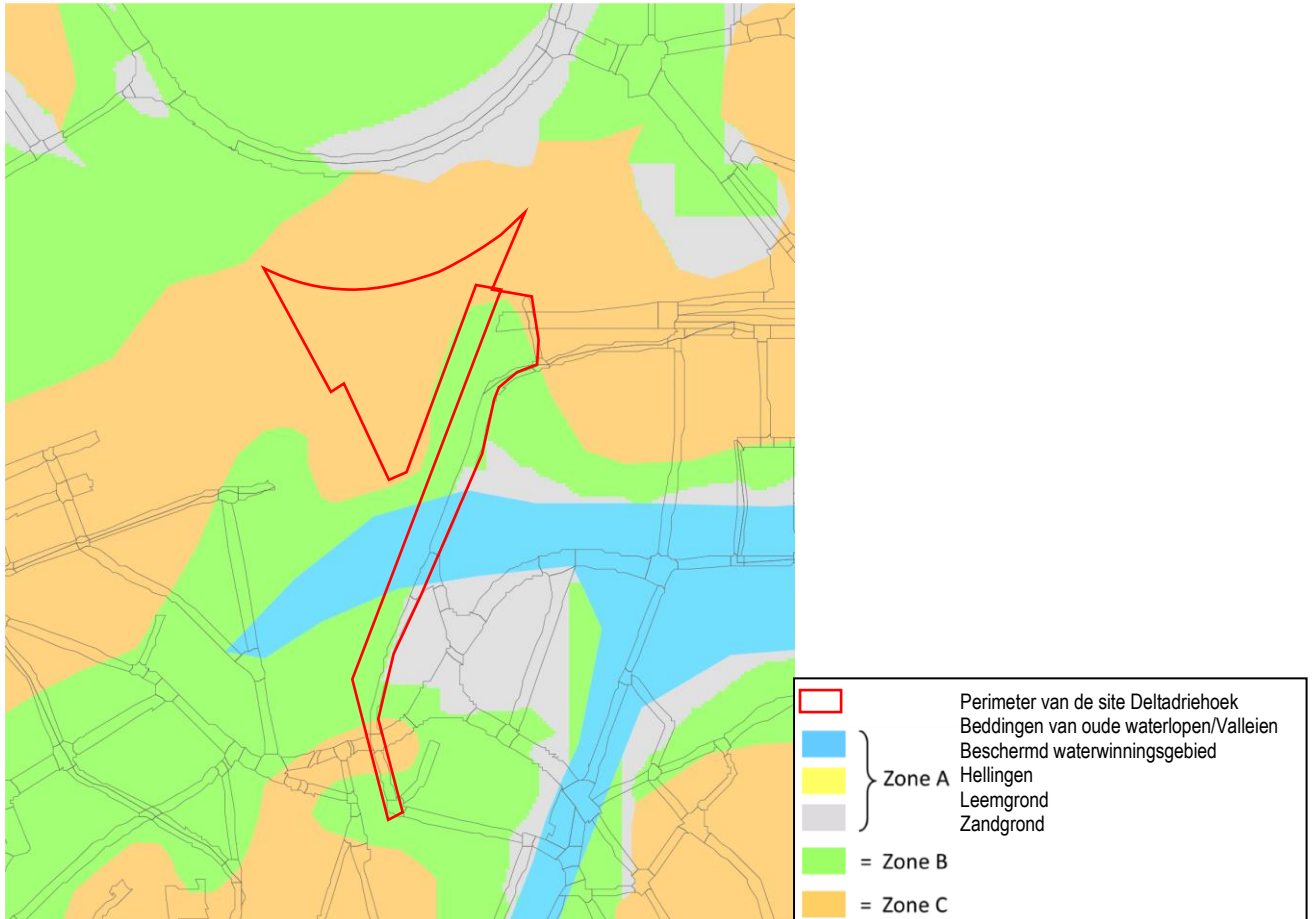 Perimeter van de site Deltadriehoek
Beddingen van oude waterlopen/Valleien
Beschermd waterwinningsgebied
Zone A Hellingen
Leemgrond
Zandgrond
= Zone B
= Zone C